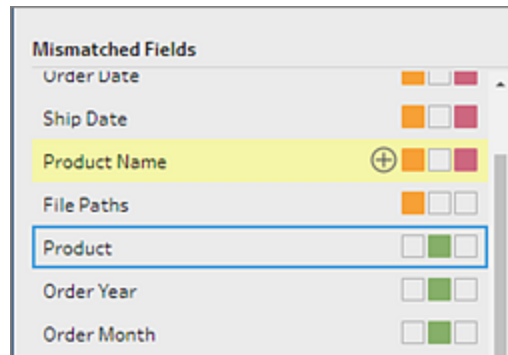 Mismatched Fields
Order Date
Ship Date
Product Name
File Paths
Product
Order Year
Order Month